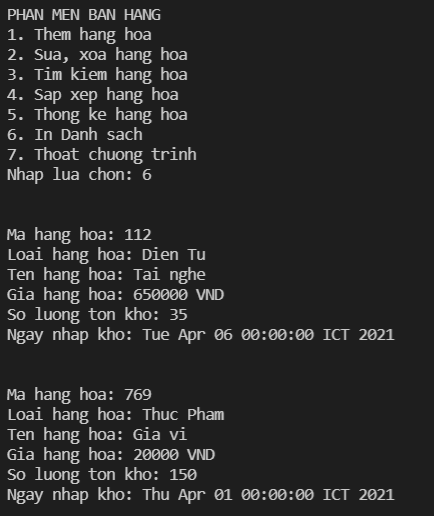 PHAN MEN BAN HANG
1. Them hang hoa
2. Sua, xoa hang hoa
3. Tim kiem hang hoa
4. Sap xep hang hoa
5. Thong ke hang hoa
6. In Danh sach
7. Thoat chuong trinh
Nhap lua chon: 6
Ma hang hoa: 112
Loai hang hoa: Dien Tu
Ten hang hoa: Tai nghe
Gia hang hoa: 650000 VND
So luong ton kho: 35
Ngay nhap kho: Tue Apr 06 00:00:00 ICT 2021
Ma hang hoa: 769
Loai hang hoa: Thuc Pham
Ten hang hoa: Gia vi
Gia hang hoa: 20000 VND
So luong ton kho: 150
Ngay nhap kho: Thu Apr 01 00:00:00 ICT 2021